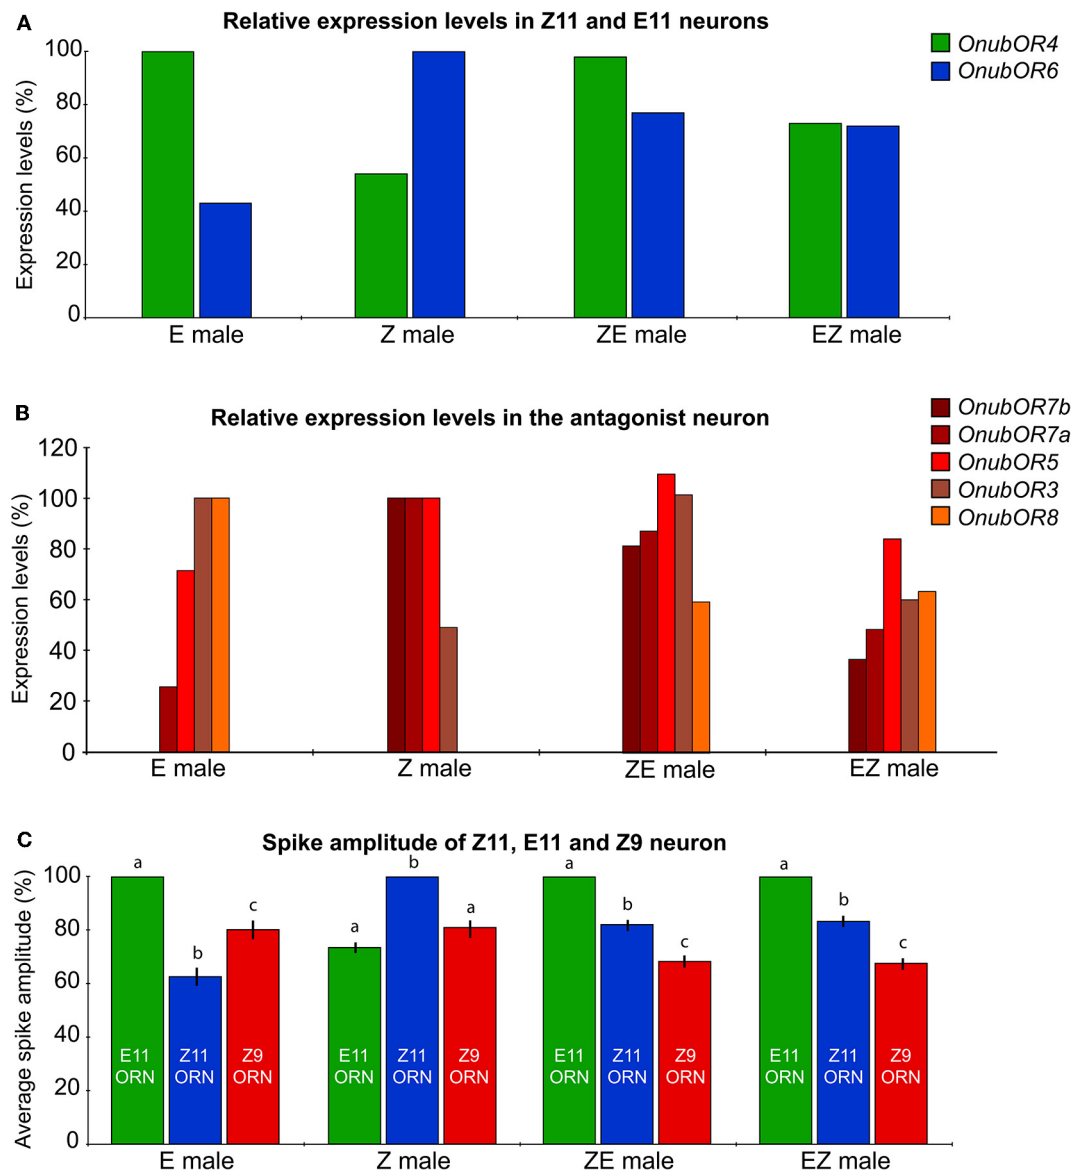 A
Relative expression levels in Z11 and E11 neurons
OnubOR4
OnubOR6
Expression levels (%)
100
80
60
40
20
0
E male
Z male
ZE male
EZ male
B
Relative expression levels in the antagonist neuron
OnubOR7b
OnubOR7a
OnubOR5
OnubOR3
OnubOR8
Expression levels (%)
120
100
80
60
40
20
0
E male
Z male
ZE male
EZ male
C
Spike amplitude of Z11, E11 and Z9 neuron
Average spike amplitude (%)
100
80
60
40
20
0
a
b
c
a
b
a
a
b
c
a
b
c
E11 ORN
Z11 ORN
Z9 ORN
E11 ORN
Z11 ORN
Z9 ORN
E11 ORN
Z11 ORN
Z9 ORN
E11 ORN
Z11 ORN
Z9 ORN
E male
Z male
ZE male
EZ male